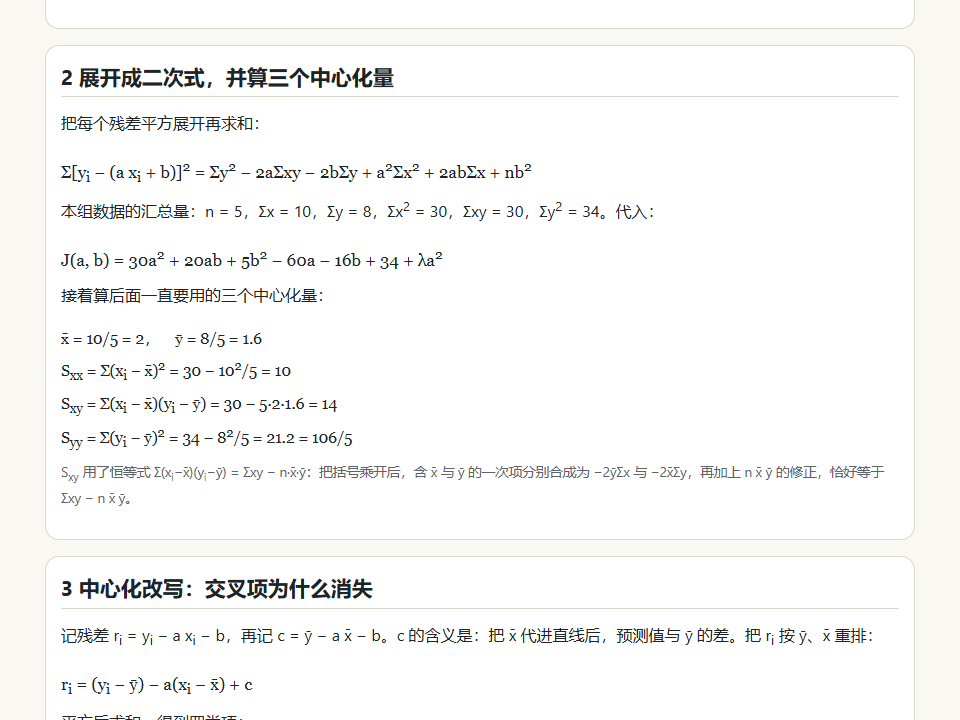 2 展开成二次式，并算三个中心化量
把每个残差平方展开再求和：
Σ[yᵢ − (a xᵢ + b)]² = Σy² − 2aΣxy − 2bΣy + a²Σx² + 2abΣx + nb²
本组数据的汇总量：n = 5，Σx = 10，Σy = 8，Σx² = 30，Σxy = 30，Σy² = 34。代入：
J(a, b) = 30a² + 20ab + 5b² − 60a − 16b + 34 + λa²
接着算后面一直要用的三个中心化量：
x̄ = 10/5 = 2， ȳ = 8/5 = 1.6
Sxx = Σ(xᵢ − x̄)² = 30 − 10²/5 = 10
Sxy = Σ(xᵢ − x̄)(yᵢ − ȳ) = 30 − 5·2·1.6 = 14
Syy = Σ(yᵢ − ȳ)² = 34 − 8²/5 = 21.2 = 106/5
Sxy 用了恒等式 Σ(xᵢ−x̄)(yᵢ−ȳ) = Σxy − n·x̄·ȳ：把括号乘开后，含 x̄ 与 ȳ 的一次项分别合成为 −2ȳΣx 与 −2x̄Σy，再加上 n x̄ ȳ 的修正，恰好等于
Σxy − n x̄ ȳ。
3 中心化改写：交叉项为什么消失
记残差 rᵢ = yᵢ − a xᵢ − b，再记 c = ȳ − a x̄ − b。c 的含义是：把 x̄ 代进直线后，预测值与 ȳ 的差。把 rᵢ 按 ȳ、x̄ 重排：
rᵢ = (yᵢ − ȳ) − a(xᵢ − x̄) + c